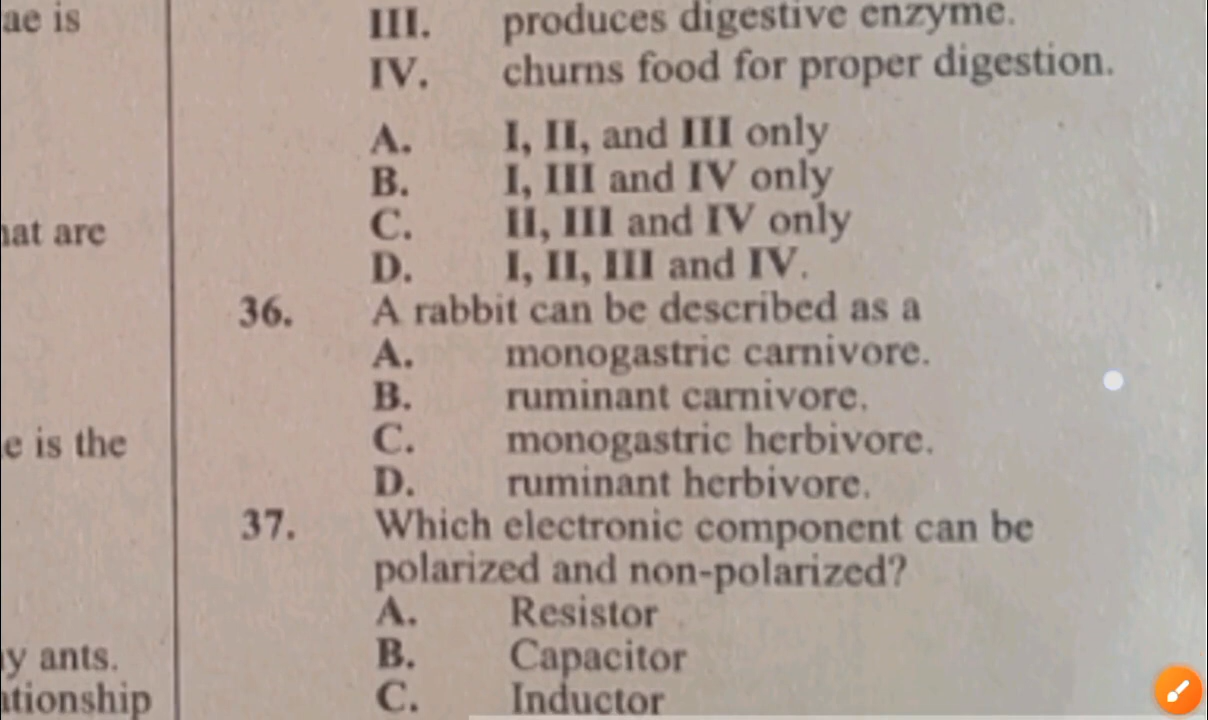 ae is
hat are
e is the
y ants.
ationship
III. produces digestive enzyme.
IV. churns food for proper digestion.
A. I, II, and III only
B. I, III and IV only
C. II, III and IV only
D. I, II, III and IV.
36. A rabbit can be described as a
A. monogastric carnivore.
B. ruminant carnivore.
C. monogastric herbivore.
D. ruminant herbivore.
37. Which electronic component can be
polarized and non-polarized?
A. Resistor
B. Capacitor
C. Inductor